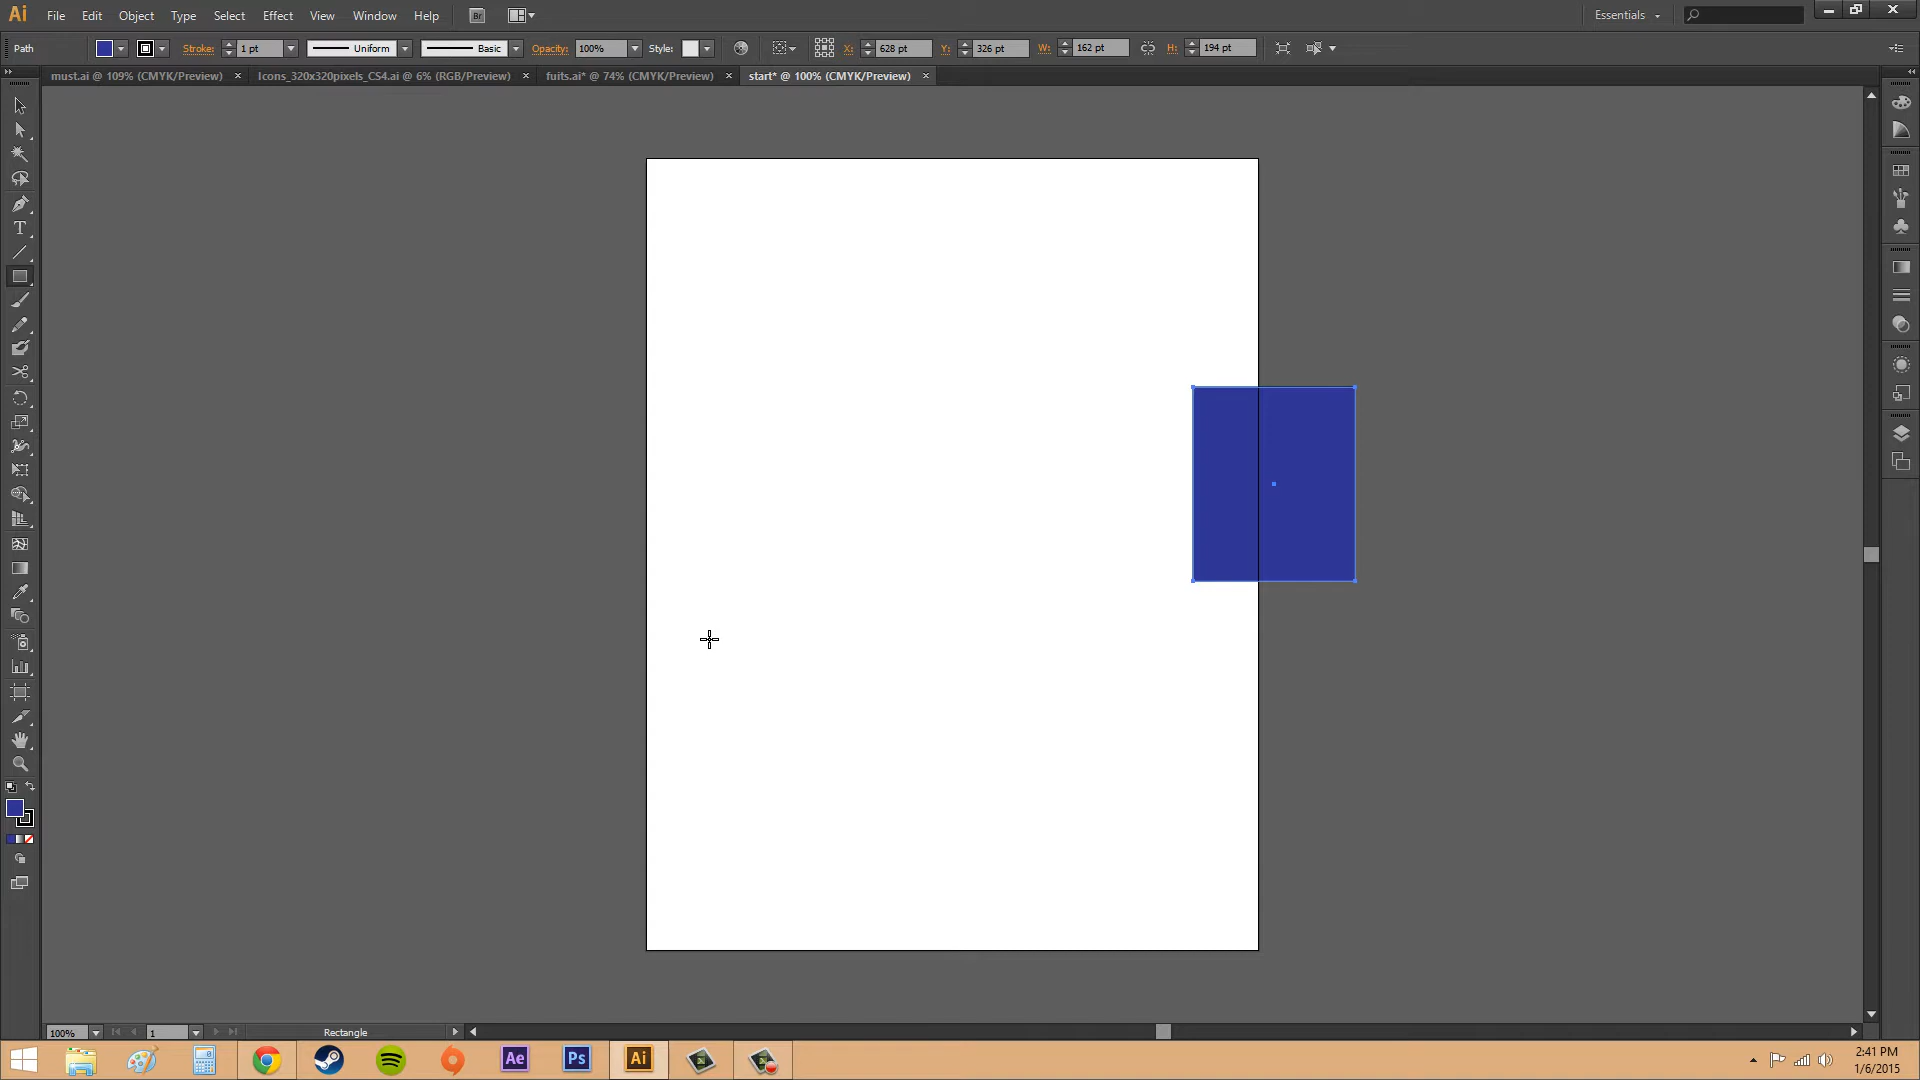 Ai File Edit Object Type Select Effect View Window Help Br Essentials
Path Stroke: 1 pt Uniform Basic Opacity: 100% Style: X: 628 pt Y: 326 pt W: 162 pt H: 194 pt
must.ai @ 109% (CMYK/Preview) × Icons_320x320pixels_CS4.ai @ 6% (RGB/Preview) × fuits.ai* @ 74% (CMYK/Preview) × start* @ 100% (CMYK/Preview) ×
T
100% 1 Rectangle
Ae Ps Ai 2:41 PM
1/6/2015